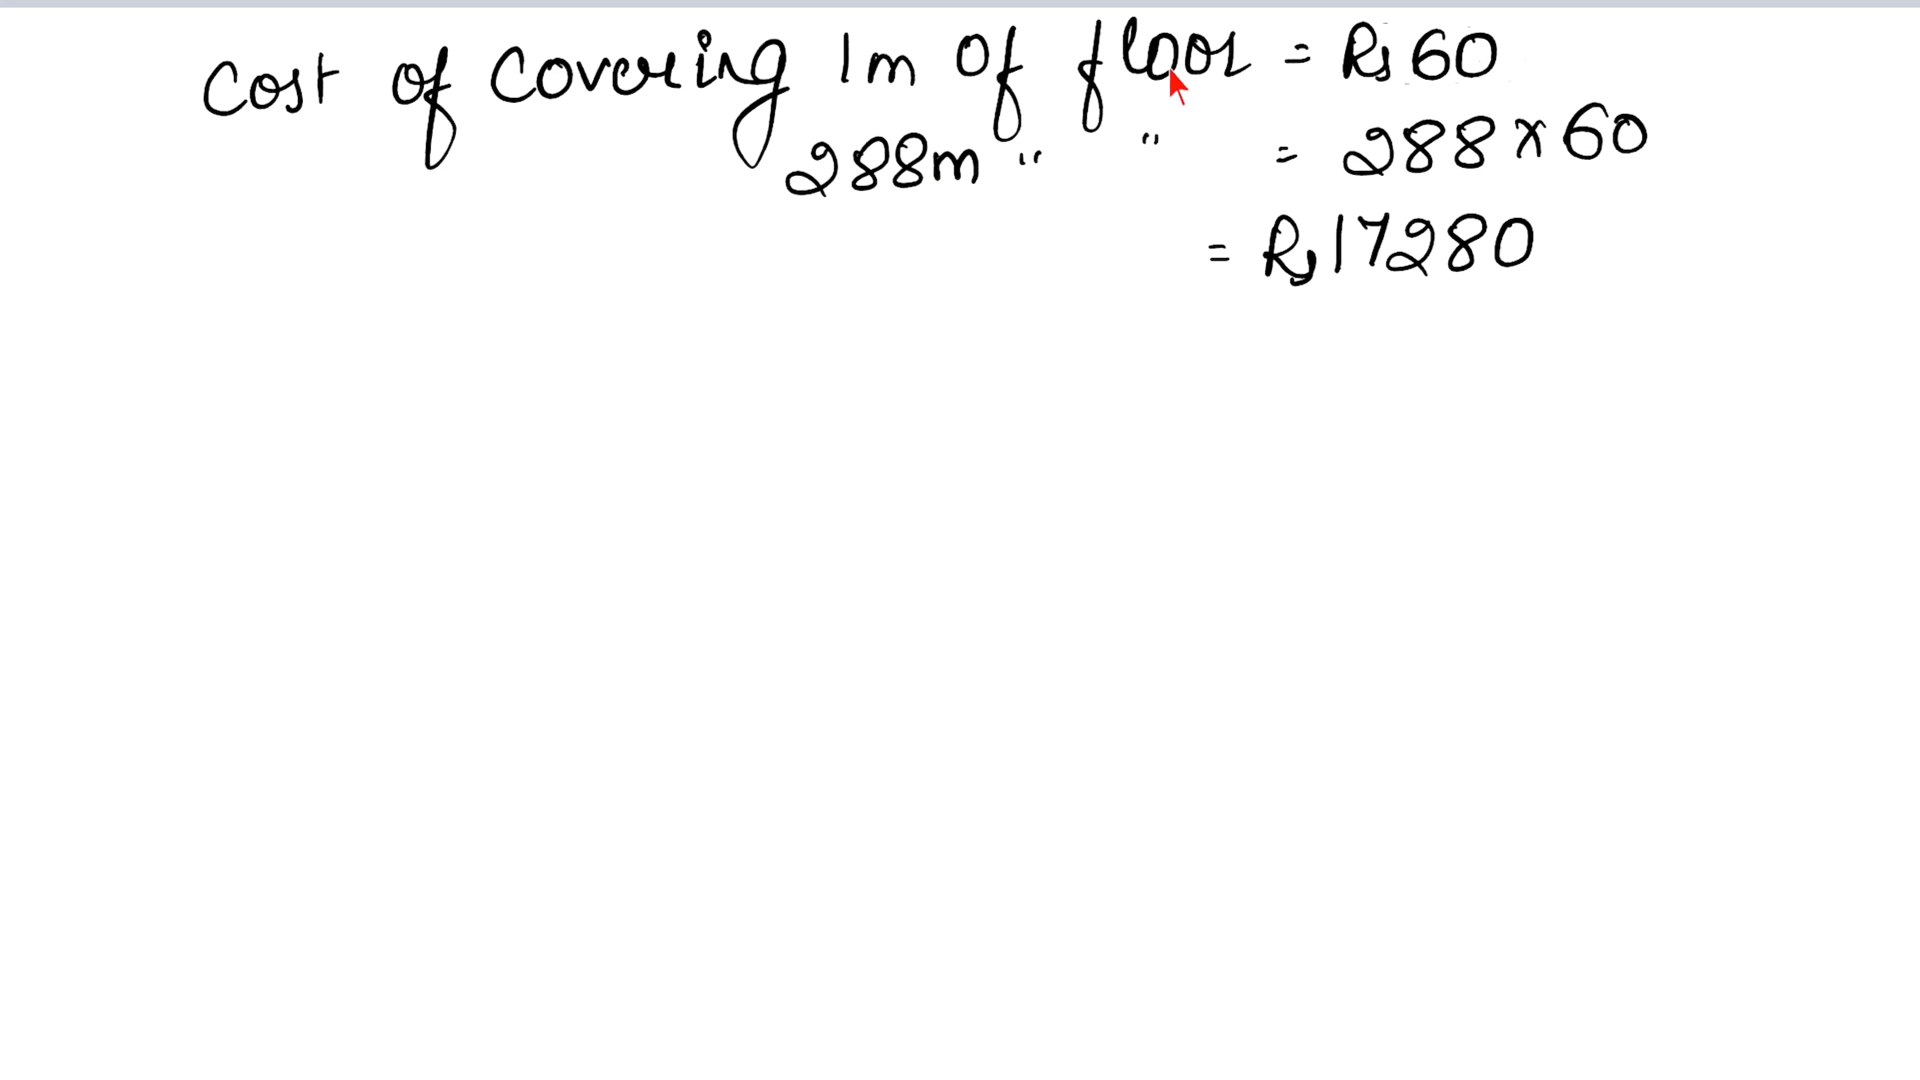 Cost of covering 1m of floor = Rs 60
288m " " = 288 × 60
= Rs 17280